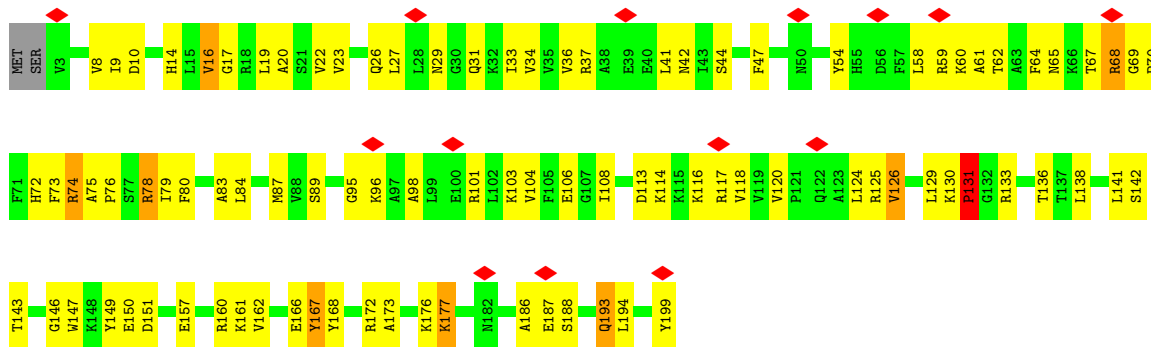 MET SER V3 V8 I9 D10 H14 L15 V16 G17 R18 L19 A20 S21 V22 V23 Q26 L27 L28 N29 G30 Q31 K32 I33 V34 V35 V36 R37 A38 E39 E40 L41 N42 I43 S44 F47 N50 Y54 H55 D56 F57 L58 R59 K60 A61 T62 A63 F64 N65 K66 T67 R68 G69 P70
F71 H72 F73 R74 A75 P76 S77 R78 I79 F80 A83 L84 M87 V88 S89 G95 K96 A97 A98 L99 E100 R101 L102 K103 V104 F105 E106 G107 I108 D113 K114 K115 K116 R117 V118 V119 V120 P121 Q122 A123 L124 R125 V126 L129 K130 P131 G132 R133 T136 T137 L138 L141 S142
T143 G146 W147 K148 Y149 E150 D151 E157 R160 K161 V162 E166 Y167 Y168 R172 A173 K176 K177 N182 A186 E187 S188 Q193 L194 Y199